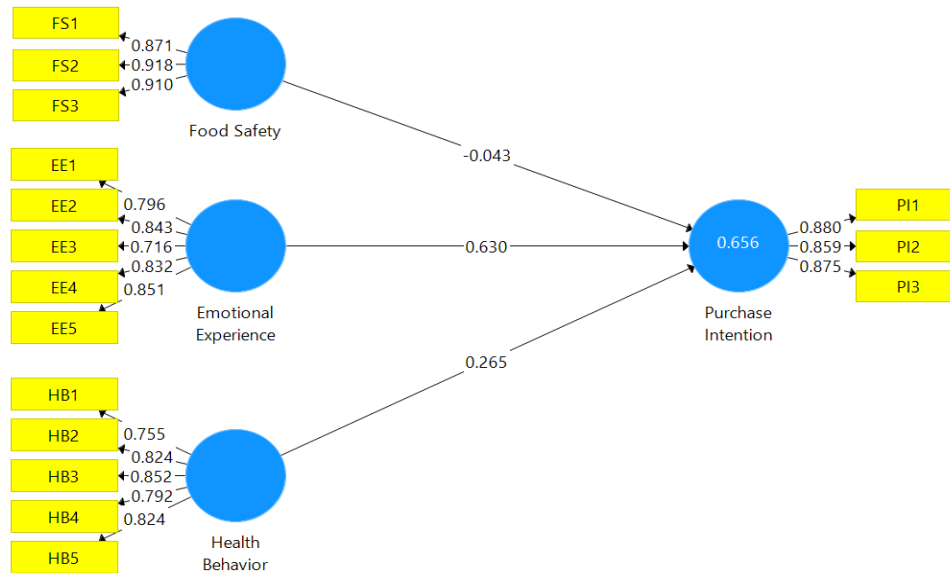 FS1
0.871
FS2
0.918
FS3
0.910
Food Safety
-0.043
EE1
0.796
EE2
0.843
EE3
0.716
EE4
0.832
EE5
0.851
Emotional
Experience
0.630
0.656
Purchase
Intention
0.880
PI1
0.859
PI2
0.875
PI3
0.265
HB1
0.755
HB2
0.824
HB3
0.852
HB4
0.792
HB5
0.824
Health
Behavior